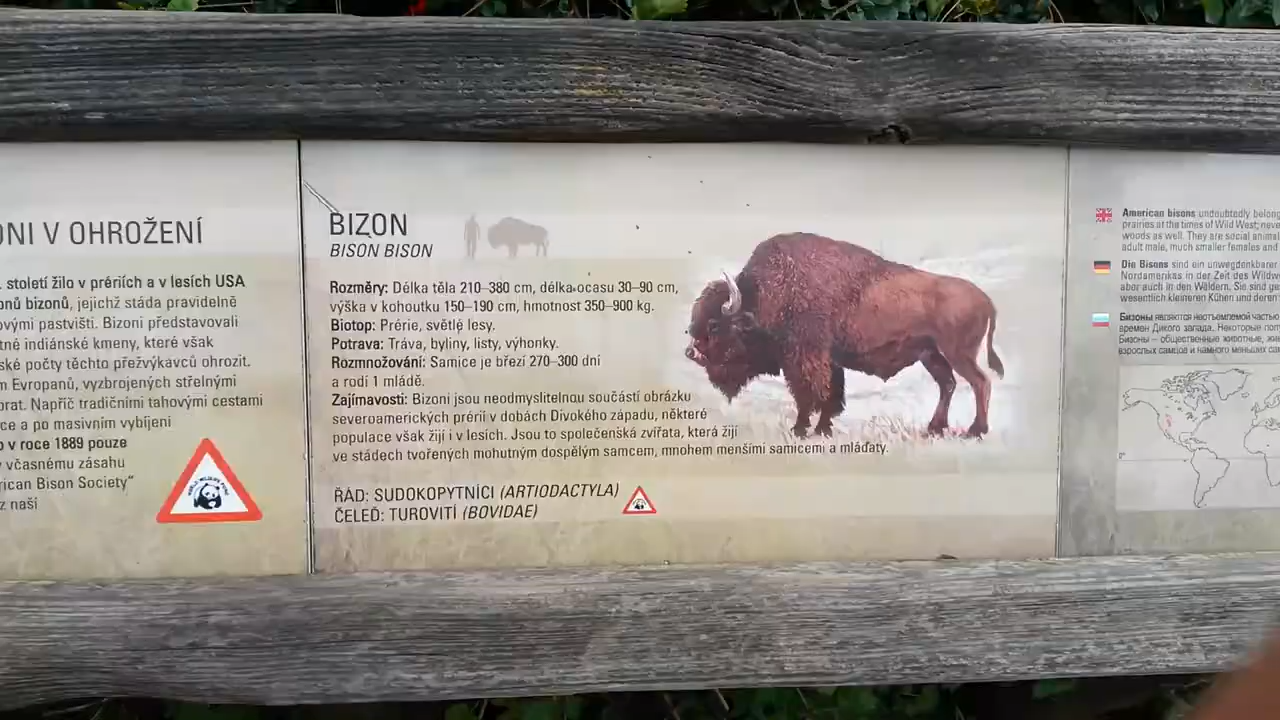 ONI V OHROŽENÍ
století žilo v prériích a v lesích USA
onů bizonů, jejichž stáda pravidelně
ovými pastvišti. Bizoni představovali
tné indiánské kmeny, které však
ské počty těchto přežvýkavců ohrozit.
m Evropanů, vyzbrojených střelnými
brat. Napříč tradičními tahovými cestami
ce a po masivním vybíjení
o v roce 1889 pouze
y včasnému zásahu
rican Bison Society"
z naší
BIZON
BISON BISON
Rozměry: Délka těla 210–380 cm, délka ocasu 30–90 cm,
výška v kohoutku 150–190 cm, hmotnost 350–900 kg.
Biotop: Prérie, světlé lesy.
Potrava: Tráva, byliny, listy, výhonky.
Rozmnožování: Samice je březí 270–300 dní
a rodí 1 mládě.
Zajímavosti: Bizoni jsou neodmyslitelnou součástí obrázku
severoamerických prérií v dobách Divokého západu, některé
populace však žijí i v lesích. Jsou to společenská zvířata, která žijí
ve stádech tvořených mohutným dospělým samcem, mnohem menšími samicemi a mláďaty.
ŘÁD: SUDOKOPYTNÍCI (ARTIODACTYLA)
ČELEĎ: TUROVITÍ (BOVIDAE)
American bisons undoubtedly belon
prairies at the times of Wild West; neve
woods as well. They are social animal
adult male, much smaller females and
Die Bisons sind ein unwegdenkbarer
Nordamerikas in der Zeit des Wildw
aber auch in den Wäldern. Sie sind ge
wesentlich kleineren Kühen und deren
Бизоны являются неотъемлемой частью
времен Дикого запада. Некоторые поп
Бизоны – общественные животные, жив
взрослых самцов и намного меньших сам